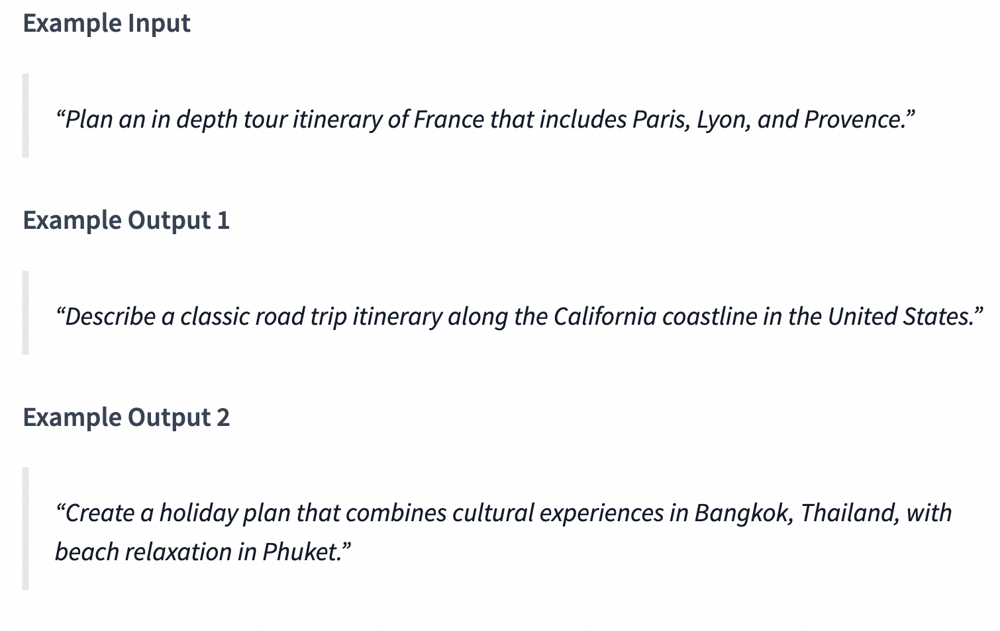 Example Input
“Plan an in depth tour itinerary of France that includes Paris, Lyon, and Provence.”
Example Output 1
“Describe a classic road trip itinerary along the California coastline in the United States.”
Example Output 2
“Create a holiday plan that combines cultural experiences in Bangkok, Thailand, with
beach relaxation in Phuket.”